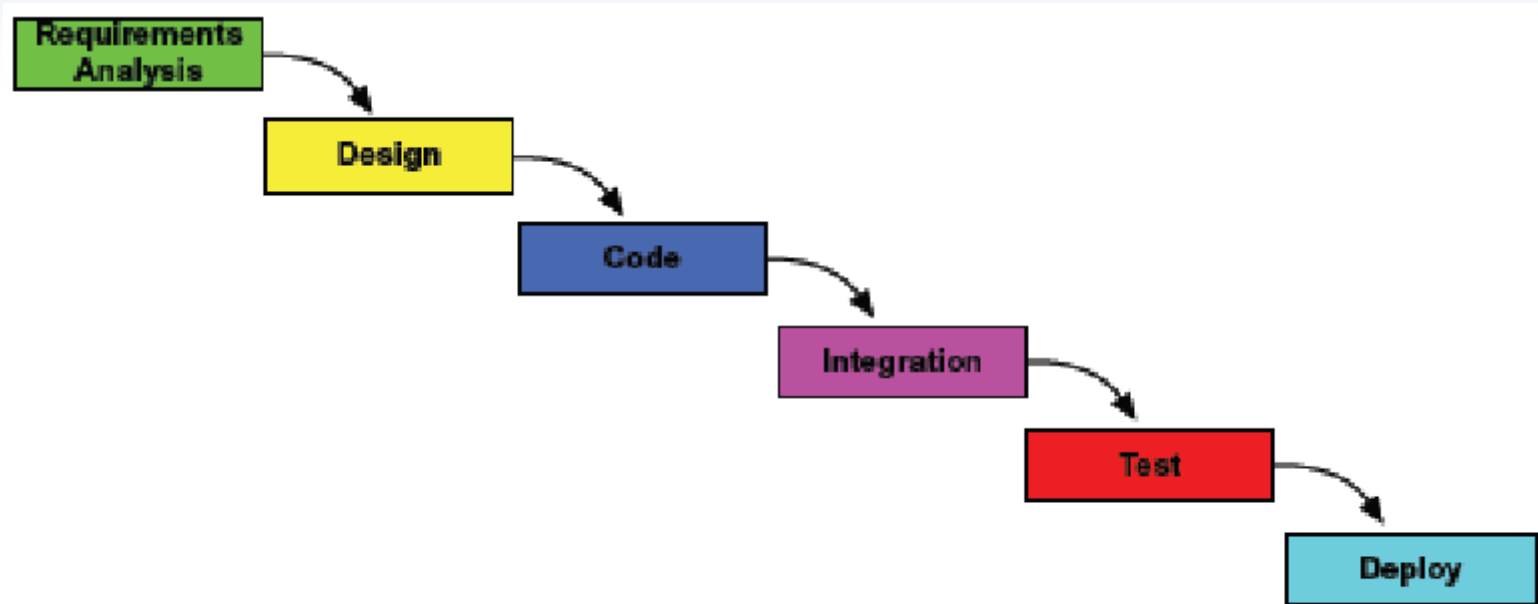 Requirements
Analysis
Design
Code
Integration
Test
Deploy